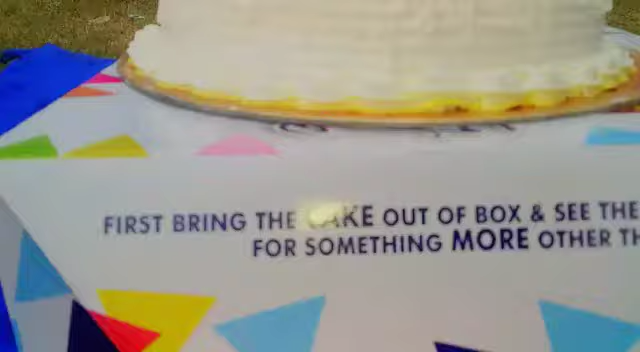 FIRST BRING THE CAKE OUT OF BOX & SEE THE
FOR SOMETHING MORE OTHER TH